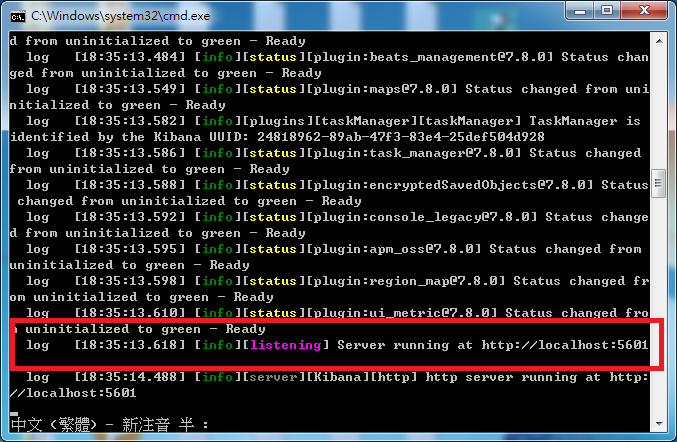 C:\Windows\system32\cmd.exe
d from uninitialized to green - Ready
log [18:35:13.484] [info][status][plugin:beats_management@7.8.0] Status chan
ged from uninitialized to green - Ready
log [18:35:13.549] [info][status][plugin:maps@7.8.0] Status changed from uni
nitialized to green - Ready
log [18:35:13.582] [info][plugins][taskManager][taskManager] TaskManager is
identified by the Kibana UUID: 24818962-89ab-47f3-83e4-25def504d928
log [18:35:13.586] [info][status][plugin:task_manager@7.8.0] Status changed
from uninitialized to green - Ready
log [18:35:13.588] [info][status][plugin:encryptedSavedObjects@7.8.0] Status
changed from uninitialized to green - Ready
log [18:35:13.592] [info][status][plugin:console_legacy@7.8.0] Status change
d from uninitialized to green - Ready
log [18:35:13.595] [info][status][plugin:apm_oss@7.8.0] Status changed from
uninitialized to green - Ready
log [18:35:13.598] [info][status][plugin:region_map@7.8.0] Status changed fr
om uninitialized to green - Ready
log [18:35:13.610] [info][status][plugin:ui_metric@7.8.0] Status changed fro
m uninitialized to green - Ready
log [18:35:13.618] [info][listening] Server running at http://localhost:5601
log [18:35:14.488] [info][server][Kibana][http] http server running at http:
//localhost:5601
中文 (繁體) - 新注音 半 :